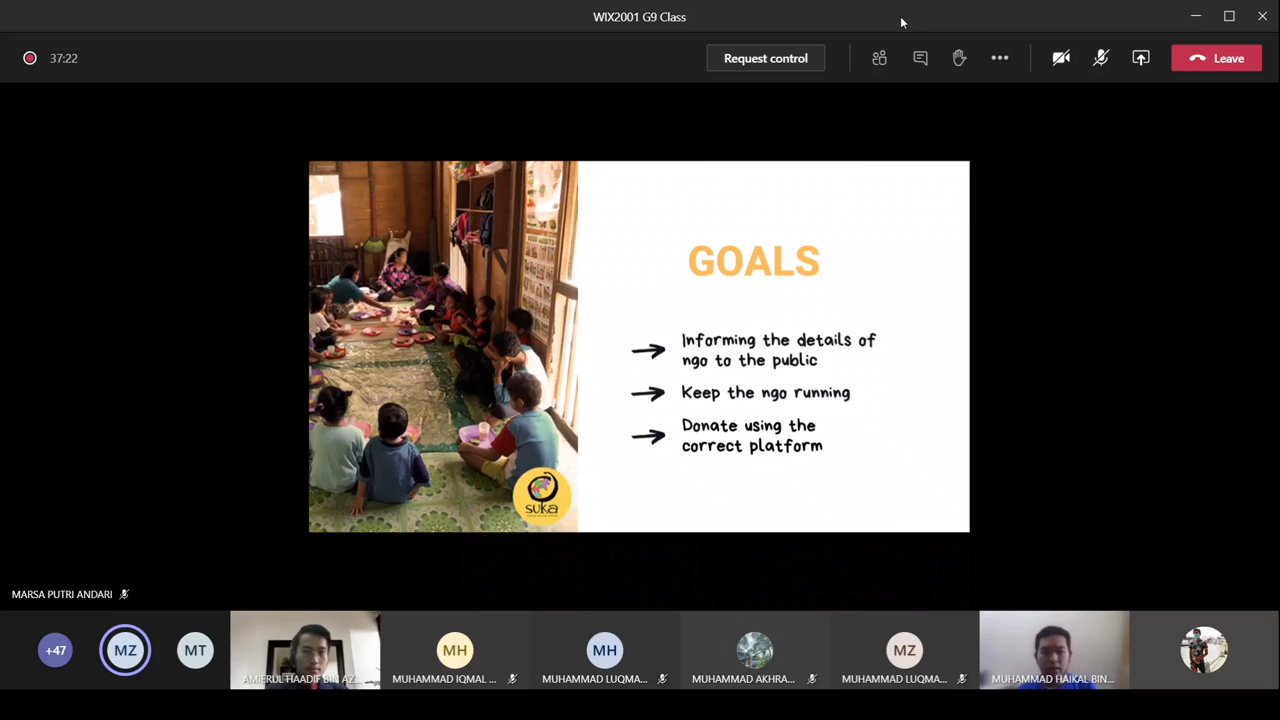 WIX2001 G9 Class
37:22
Request control
Leave
GOALS
Informing the details of
ngo to the public
Keep the ngo running
Donate using the
correct platform
suka
MARSA PUTRI ANDARI
+47
MZ
MT
AMIERUL HAADIF BIN AZ...
MH
MUHAMMAD IQMAL ...
MH
MUHAMMAD LUQMA...
MUHAMMAD AKHRA...
MZ
MUHAMMAD LUQMA...
MUHAMMAD HAIKAL BIN...